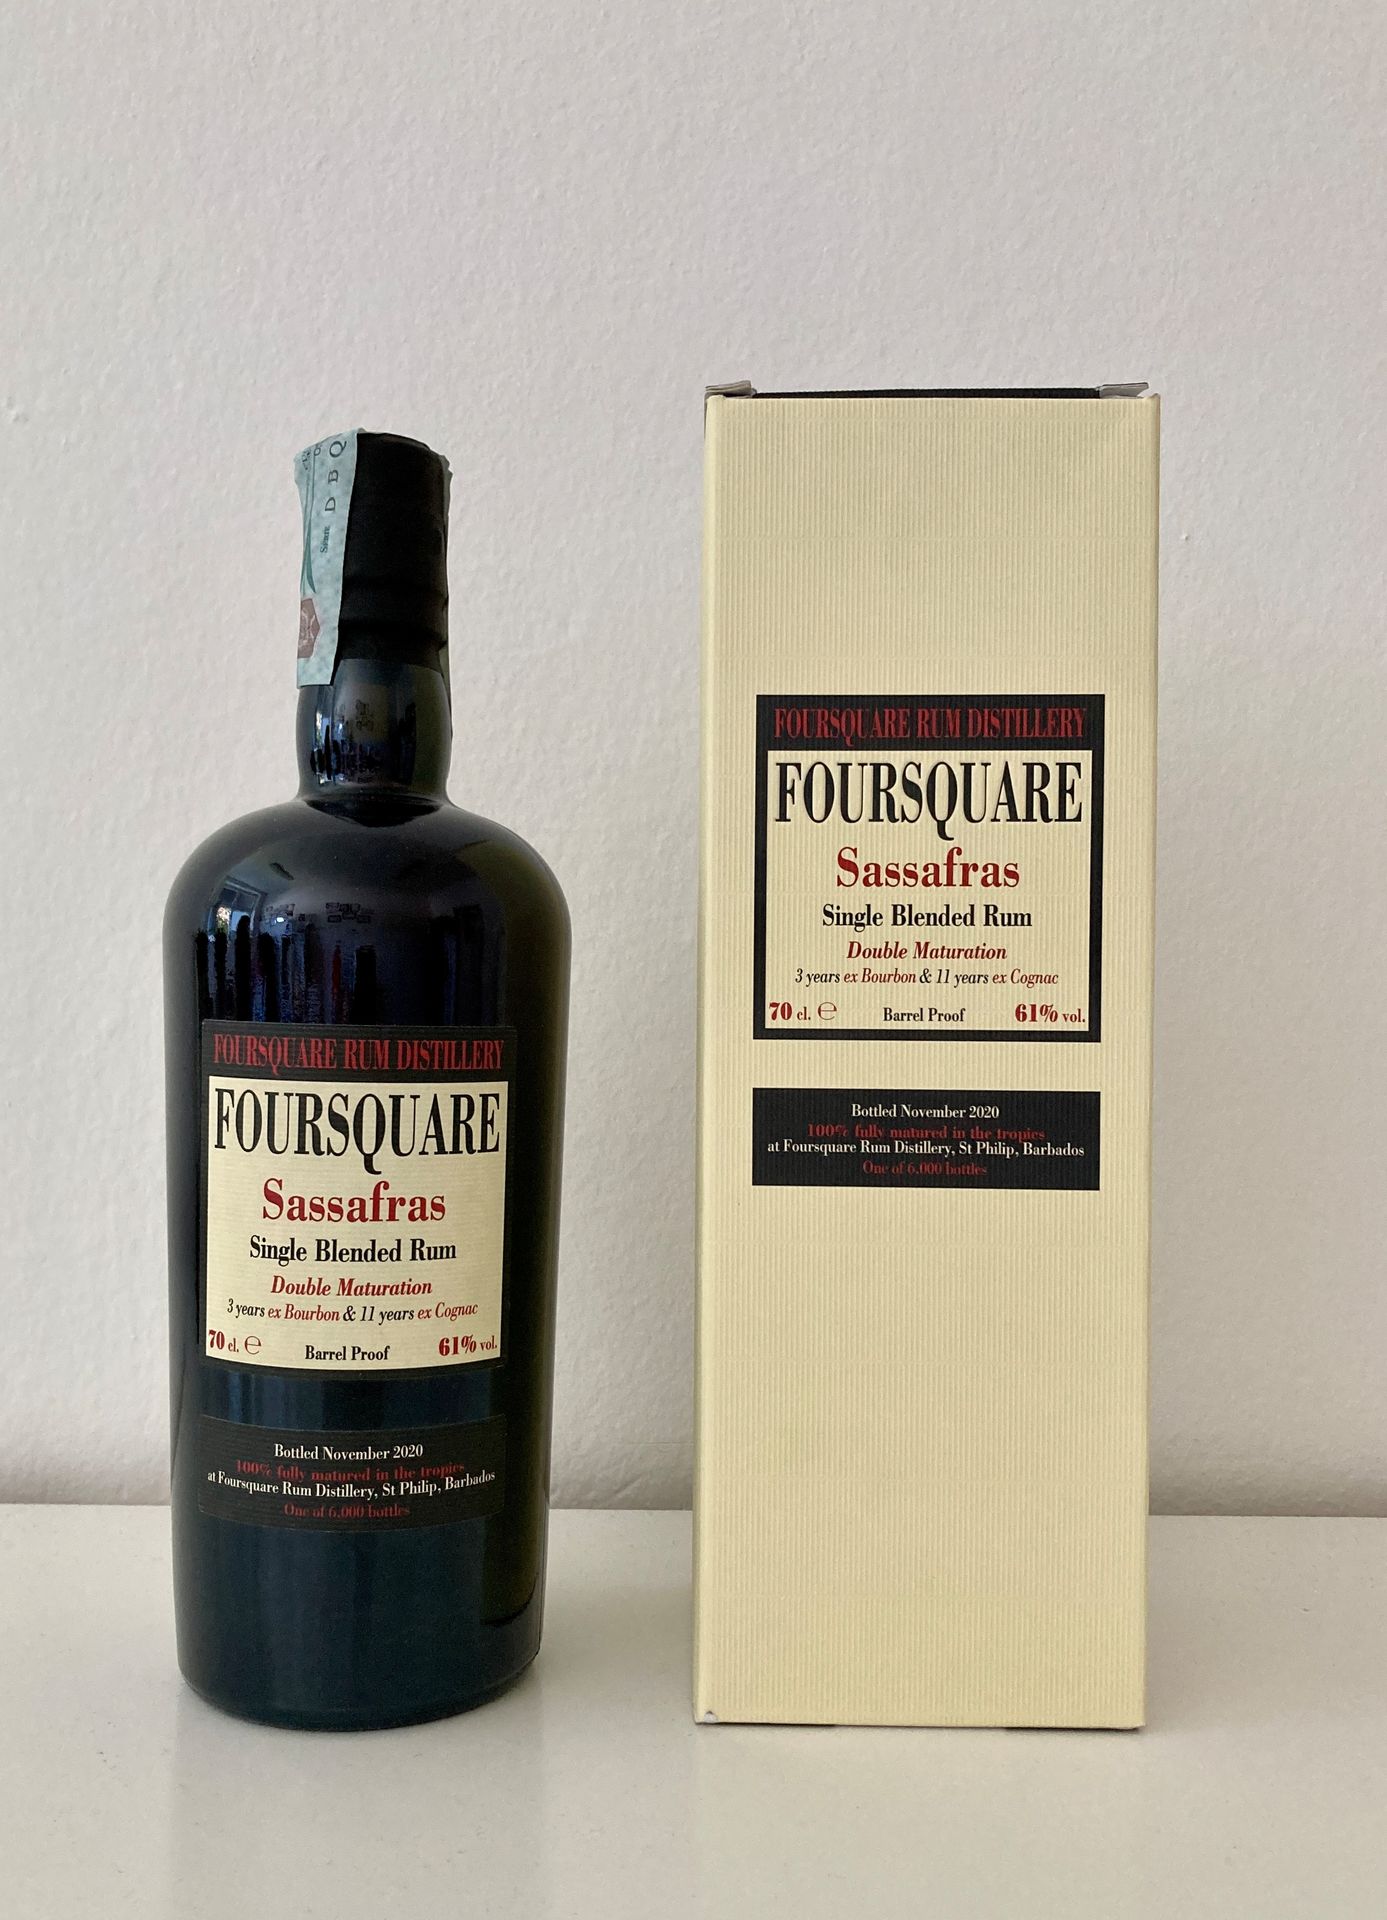 D B Q
FOURSQUARE RUM DISTILLERY
FOURSQUARE
Sassafras
Single Blended Rum
Double Maturation
3 years ex Bourbon & 11 years ex Cognac
70 cl. ℮ Barrel Proof 61% vol.
Bottled November 2020
100% fully matured in the tropics
at Foursquare Rum Distillery, St Philip, Barbados
One of 6,000 bottles
FOURSQUARE RUM DISTILLERY
FOURSQUARE
Sassafras
Single Blended Rum
Double Maturation
3 years ex Bourbon & 11 years ex Cognac
70 cl. ℮ Barrel Proof 61% vol.
Bottled November 2020
100% fully matured in the tropics
at Foursquare Rum Distillery, St Philip, Barbados
One of 6,000 bottles